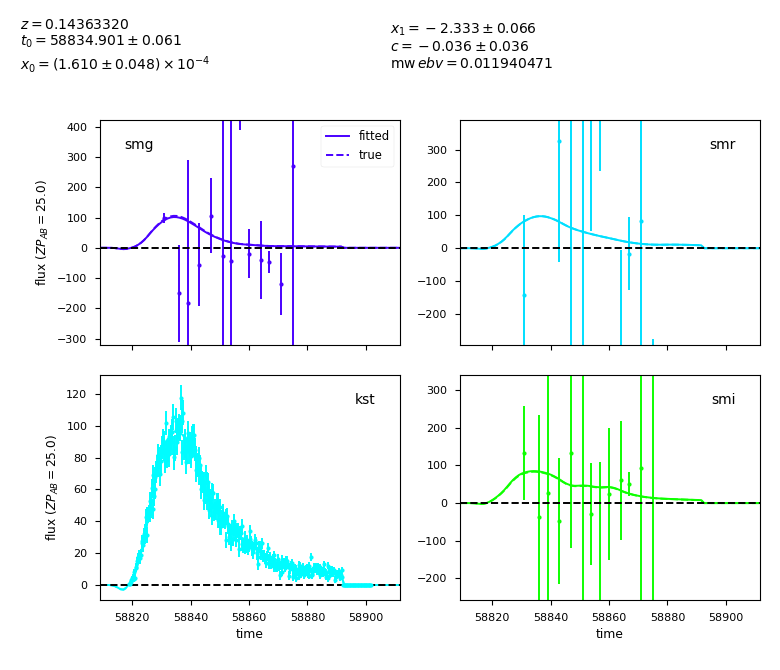 z = 0.14363320
t₀ = 58834.901 ± 0.061
x₀ = (1.610 ± 0.048) × 10⁻⁴
x₁ = −2.333 ± 0.066
c = −0.036 ± 0.036
mw ebv = 0.011940471
smg
fitted
true
400
300
200
100
0
−100
−200
−300
flux (ZP_AB = 25.0)
smr
300
200
100
0
−100
−200
kst
120
100
80
60
40
20
0
flux (ZP_AB = 25.0)
58820 58840 58860 58880 58900
time
smi
300
200
100
0
−100
−200
58820 58840 58860 58880 58900
time